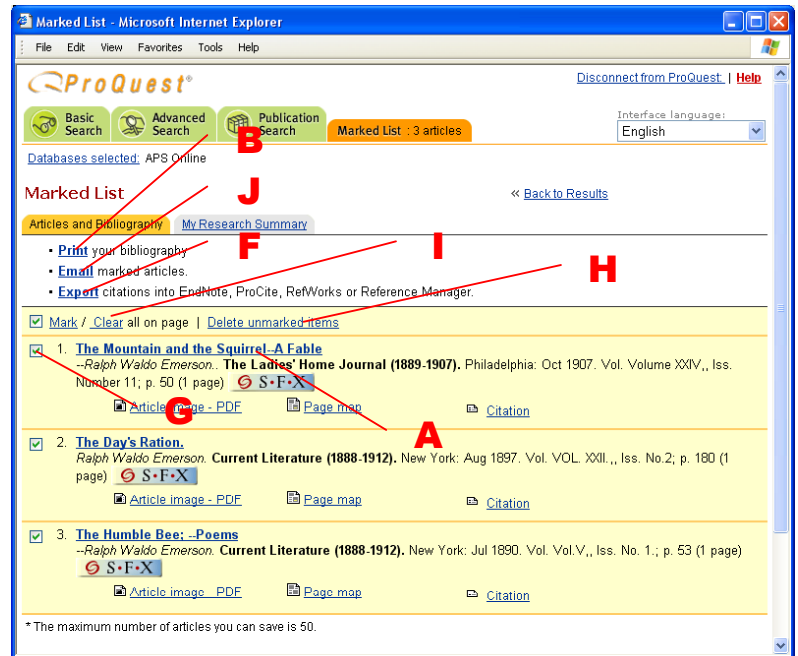 Marked List - Microsoft Internet Explorer
File Edit View Favorites Tools Help
ProQuest®
Disconnect from ProQuest | Help
Basic Search
Advanced Search
Publication Search
Marked List : 3 articles
Interface language:
English
B
Databases selected: APS Online
Marked List
J
« Back to Results
Articles and Bibliography My Research Summary
F
I
H
• Print your bibliography
• Email marked articles.
• Export citations into EndNote, ProCite, RefWorks or Reference Manager.
Mark / Clear all on page | Delete unmarked items
1. The Mountain and the Squirrel--A Fable
--Ralph Waldo Emerson.. The Ladies' Home Journal (1889-1907). Philadelphia: Oct 1907. Vol. Volume XXIV,, Iss.
Number 11; p. 50 (1 page) S•F•X
Article image - PDF Page map Citation
G
A
2. The Day's Ration.
Ralph Waldo Emerson. Current Literature (1888-1912). New York: Aug 1897. Vol. VOL. XXII.,, Iss. No.2; p. 180 (1
page) S•F•X
Article image - PDF Page map Citation
3. The Humble Bee; --Poems
--Ralph Waldo Emerson. Current Literature (1888-1912). New York: Jul 1890. Vol. Vol.V,, Iss. No. 1.; p. 53 (1 page)
S•F•X
Article image - PDF Page map Citation
* The maximum number of articles you can save is 50.